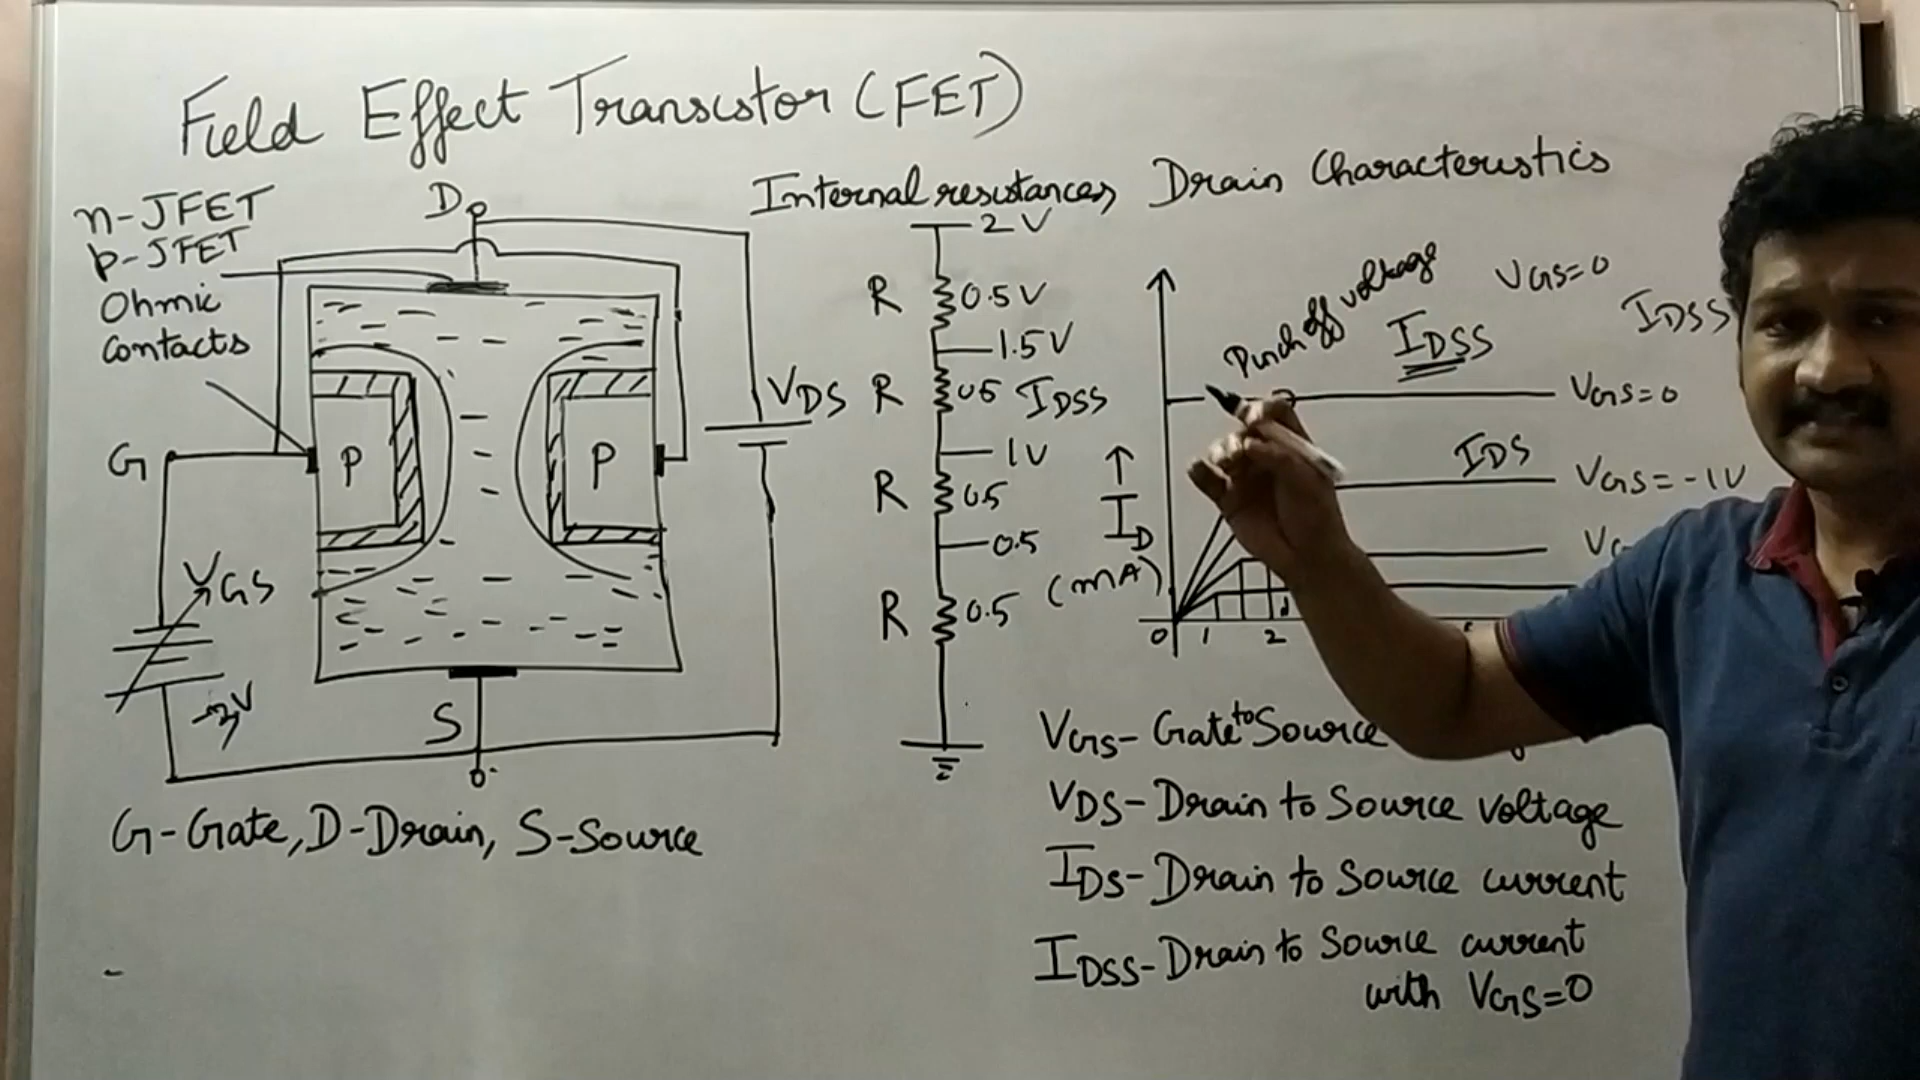 Field Effect Transistor (FET)
n-JFET
p-JFET
Ohmic
contacts
D
G
P
P
VGS
-3V
S
VDS
G-Gate, D-Drain, S-Source
Internal resistances
2V
R 0.5V
1.5V
R 0.5 IDSS
1V
R 0.5
0.5
R 0.5
Drain Characteristics
Pinch off voltage
VGS=0
IDSS
IDSS
VGS=0
IDS
VGS=-1V
ID
(mA)
0 1 2
VGS- Gate to Source
VDS-Drain to Source voltage
IDS-Drain to Source current
IDSS-Drain to Source current
with VGS=0